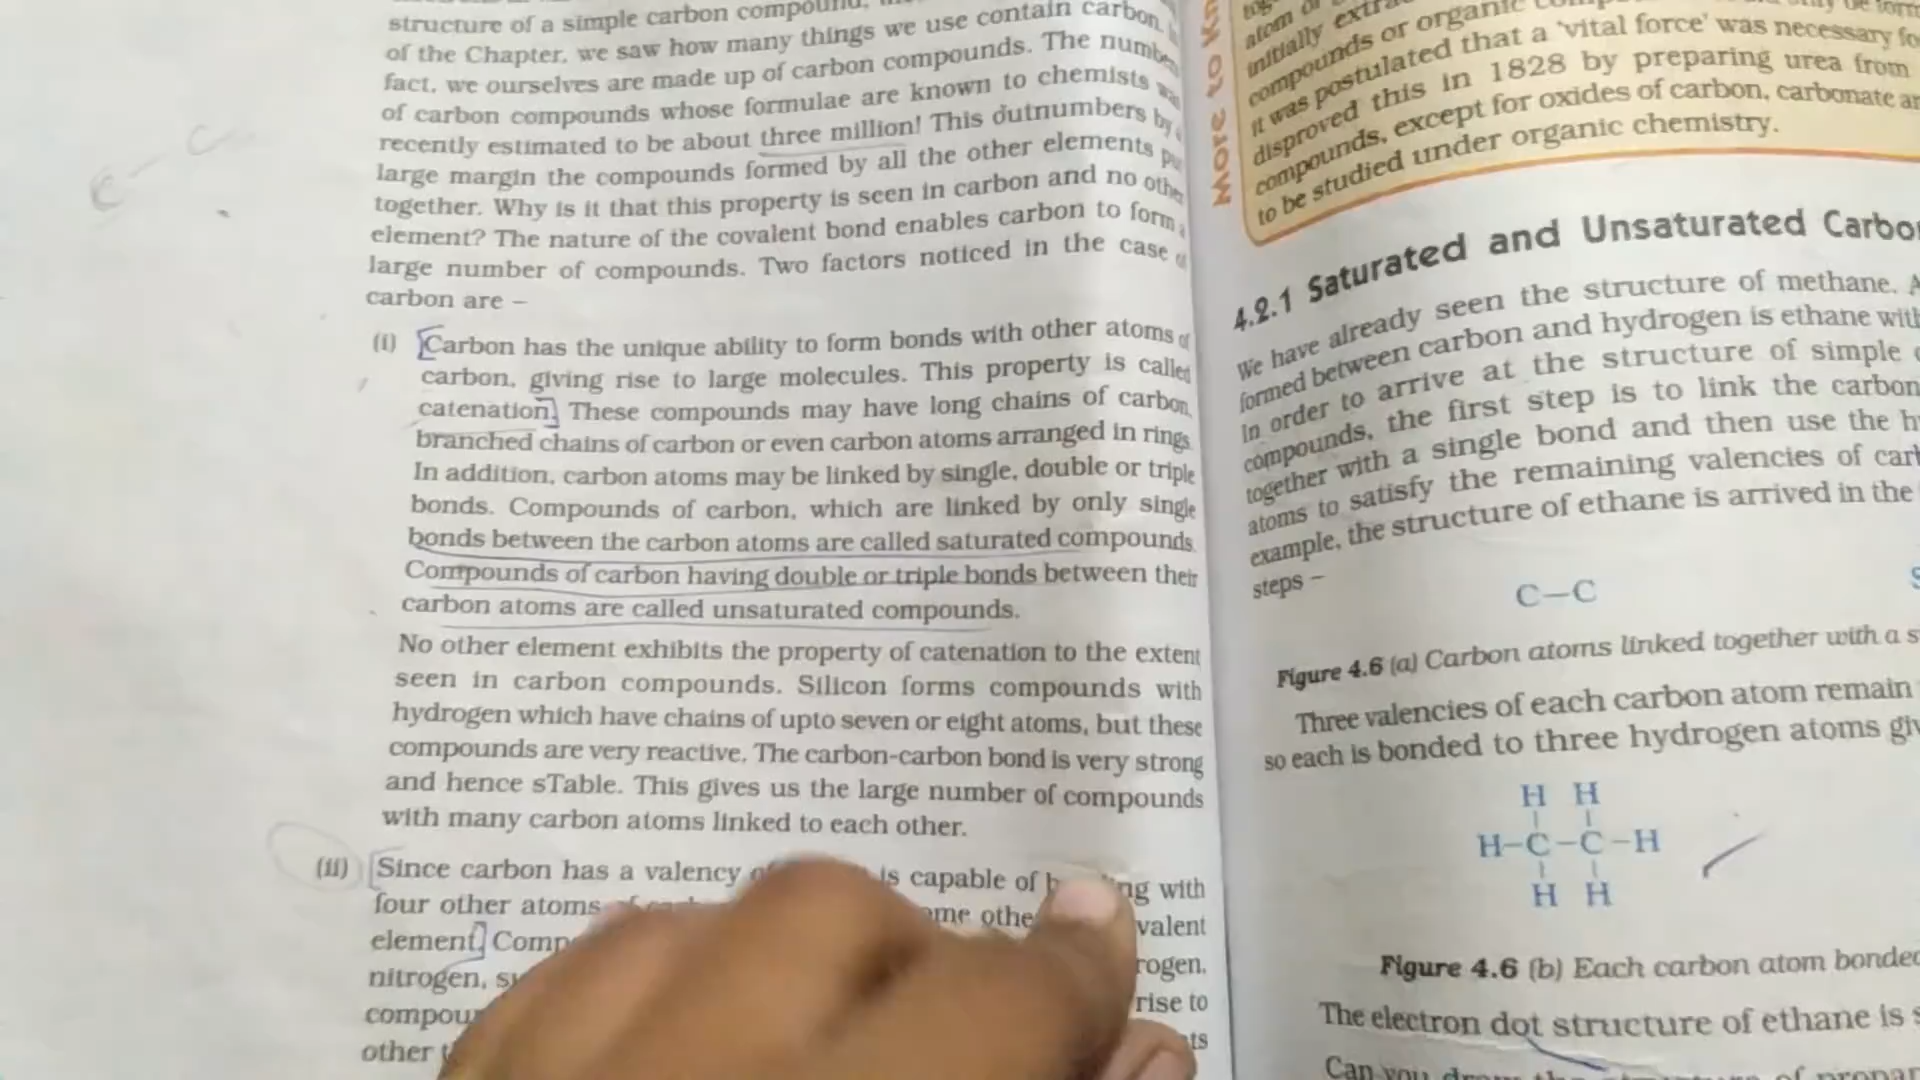 structure of a simple carbon compound,
of the Chapter, we saw how many things we use contain carbon.
fact, we ourselves are made up of carbon compounds. The number
of carbon compounds whose formulae are known to chemists
recently estimated to be about three million! This outnumbers by
large margin the compounds formed by all the other elements
together. Why is it that this property is seen in carbon and no other
element? The nature of the covalent bond enables carbon to form a
large number of compounds. Two factors noticed in the case of
carbon are –
(i) Carbon has the unique ability to form bonds with other atoms of
carbon, giving rise to large molecules. This property is called
catenation. These compounds may have long chains of carbon,
branched chains of carbon or even carbon atoms arranged in rings.
In addition, carbon atoms may be linked by single, double or triple
bonds. Compounds of carbon, which are linked by only single
bonds between the carbon atoms are called saturated compounds.
Compounds of carbon having double or triple bonds between their
carbon atoms are called unsaturated compounds.
No other element exhibits the property of catenation to the extent
seen in carbon compounds. Silicon forms compounds with
hydrogen which have chains of upto seven or eight atoms, but these
compounds are very reactive. The carbon-carbon bond is very strong
and hence sTable. This gives us the large number of compounds
with many carbon atoms linked to each other.
(ii) Since carbon has a valency is capable of with
four other atoms
element. valent
nitrogen, rogen,
rise to
other
C – C
MORE TO
atom
initially
compounds or organic
it was postulated that a 'vital force' was necessary
disproved this in 1828 by preparing urea from
compounds, except for oxides of carbon, carbonate
to be studied under organic chemistry.
4.2.1 Saturated and Unsaturated
We have already seen the structure of methane.
formed between carbon and hydrogen is ethane
In order to arrive at the structure of simple
compounds, the first step is to link the carbon
together with a single bond and then use the
atoms to satisfy the remaining valencies of
example, the structure of ethane is arrived in the
steps –
C–C
Figure 4.6 (a) Carbon atoms linked together with a
Three valencies of each carbon atom remain
so each is bonded to three hydrogen atoms
H H
H–C–C–H
H H
Figure 4.6 (b) Each carbon atom bonded
The electron dot structure of ethane is
Can you